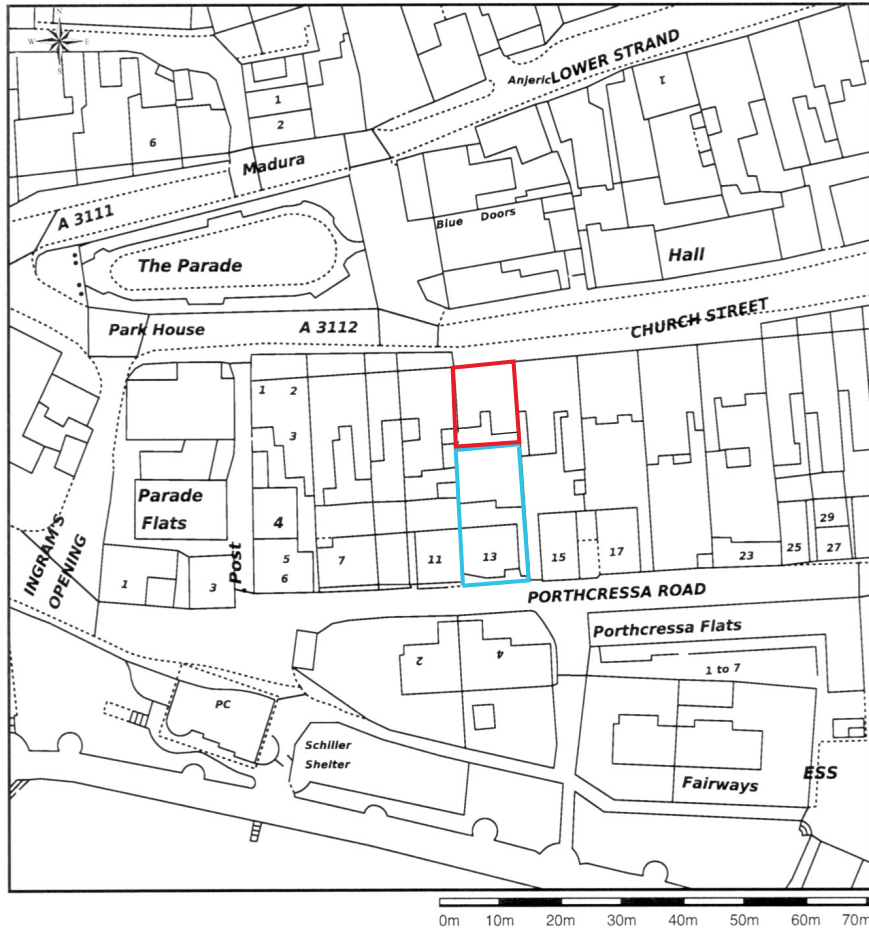 N
W E
S
LOWER STRAND
Anjeric
1
1
2
6
Madura
A 3111
Blue Doors
The Parade
Hall
CHURCH STREET
Park House
A 3112
1 2
3
Parade
Flats
4
INGRAM'S
OPENING
Post
5
6
7
11
13
15
17
23
25
29
27
1
3
PORTHCRESSA ROAD
Porthcressa Flats
2
4
1 to 7
PC
Schiller
Shelter
Fairways
ESS
0m 10m 20m 30m 40m 50m 60m 70m